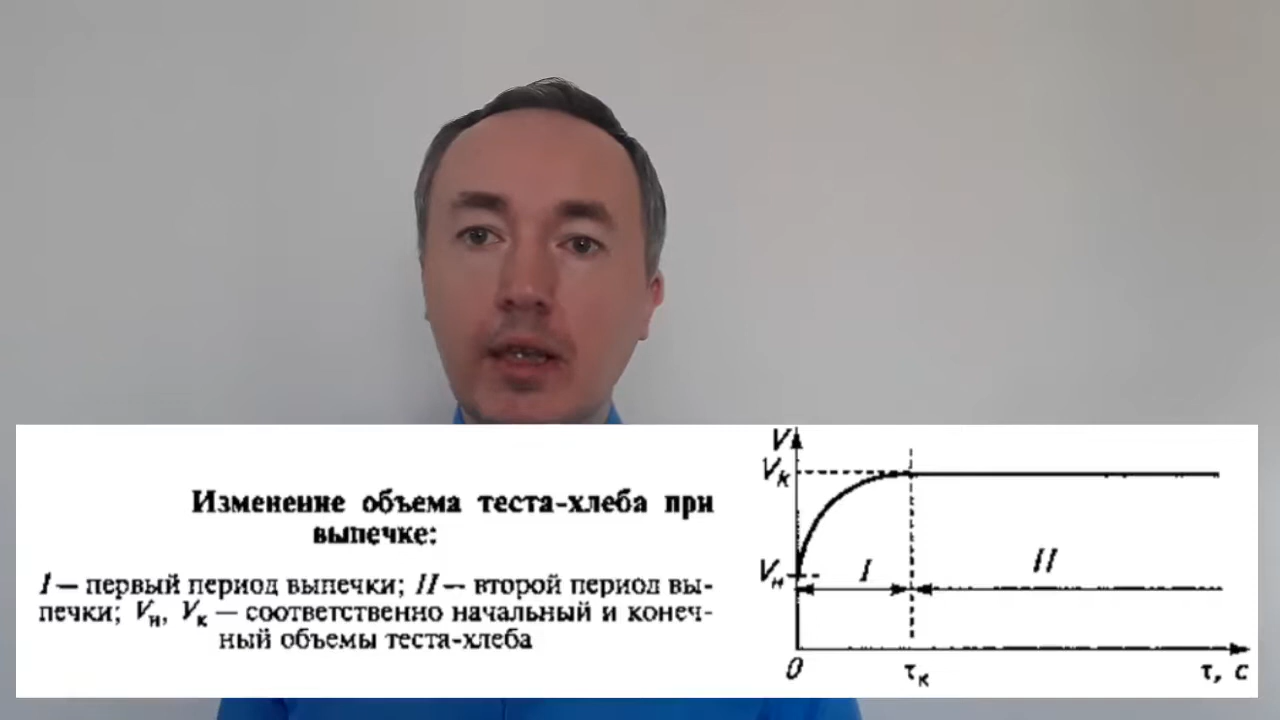 Изменение объема теста-хлеба при
выпечке:
I — первый период выпечки; II — второй период вы-
печки; Vн, Vк — соответственно начальный и конеч-
ный объемы теста-хлеба
V
Vк
Vн
I
II
0
τк
τ, с